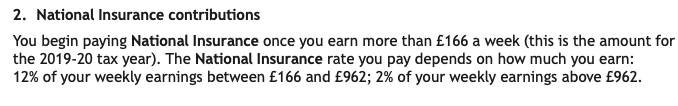 2. National Insurance contributions
You begin paying National Insurance once you earn more than £166 a week (this is the amount for
the 2019-20 tax year). The National Insurance rate you pay depends on how much you earn:
12% of your weekly earnings between £166 and £962; 2% of your weekly earnings above £962.